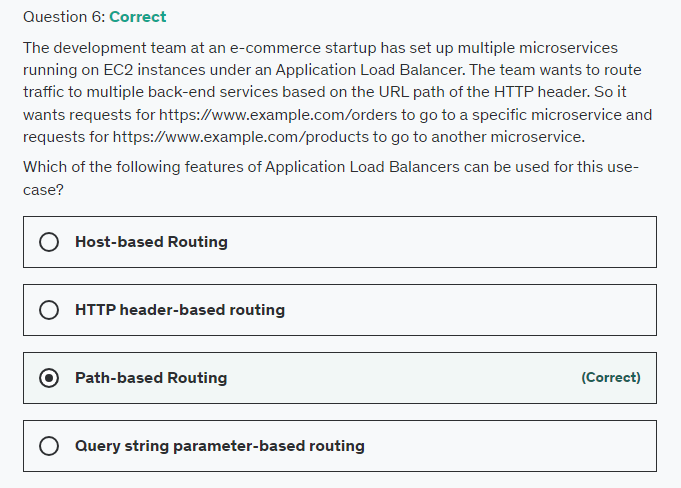 Question 6: Correct
The development team at an e-commerce startup has set up multiple microservices
running on EC2 instances under an Application Load Balancer. The team wants to route
traffic to multiple back-end services based on the URL path of the HTTP header. So it
wants requests for https://www.example.com/orders to go to a specific microservice and
requests for https://www.example.com/products to go to another microservice.
Which of the following features of Application Load Balancers can be used for this use-
case?
Host-based Routing
HTTP header-based routing
Path-based Routing (Correct)
Query string parameter-based routing